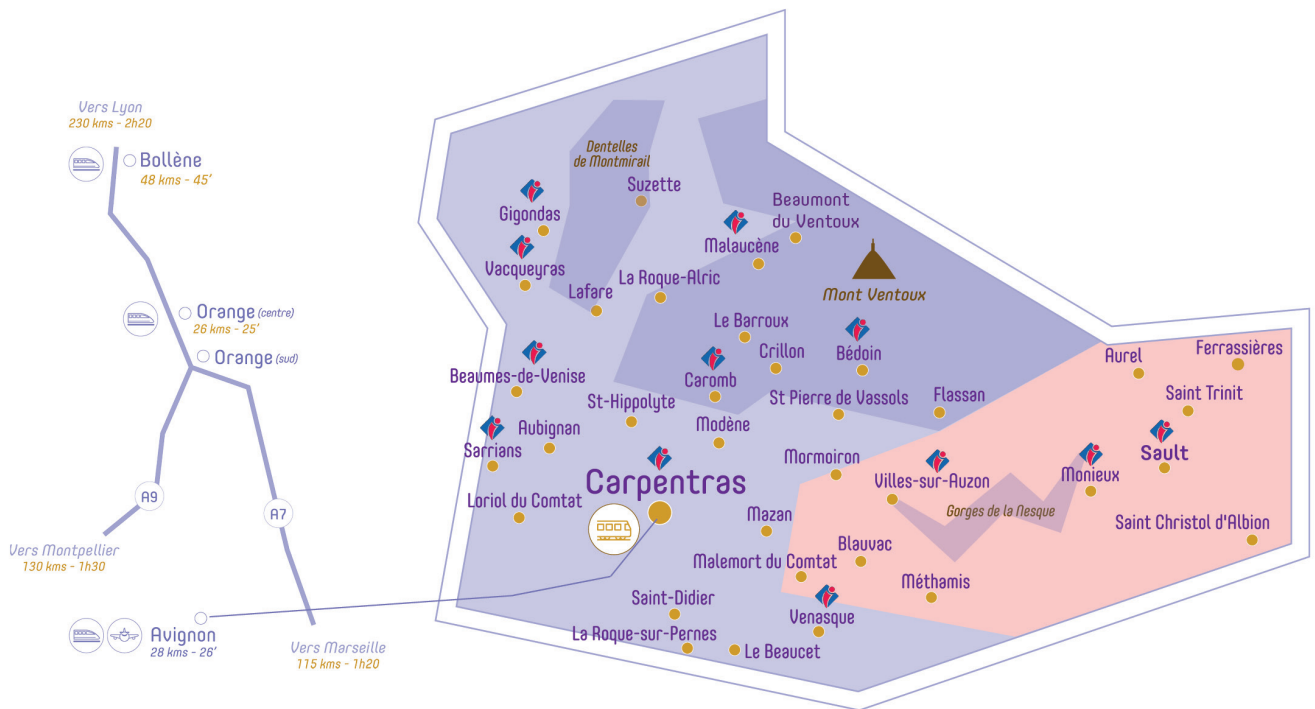 Vers Lyon
230 kms - 2h20
Bollène
48 kms - 45'
Orange (centre)
26 kms - 25'
Orange (sud)
A9
A7
Vers Montpellier
130 kms - 1h30
Avignon
28 kms - 26'
Vers Marseille
115 kms - 1h20
Dentelles
de Montmirail
Suzette
Gigondas
Beaumont
du Ventoux
Malaucène
Vacqueyras
La Roque-Alric
Lafare
Mont Ventoux
Le Barroux
Crillon
Bédoin
Beaumes-de-Venise
Caromb
Aurel
Ferrassières
St-Hippolyte
St Pierre de Vassols
Flassan
Saint Trinit
Aubignan
Modène
Sarrians
Sault
Mormoiron
Carpentras
Villes-sur-Auzon
Monieux
Loriol du Comtat
Mazan
Gorges de la Nesque
Saint Christol d'Albion
Blauvac
Malemort du Comtat
Méthamis
Saint-Didier
Venasque
La Roque-sur-Pernes
Le Beaucet